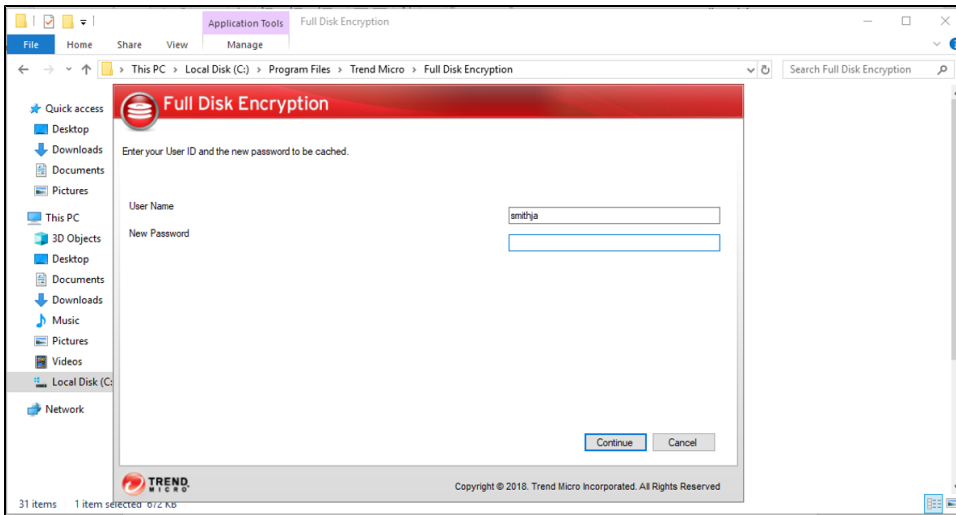 Application Tools
Full Disk Encryption
File
Home
Share
View
Manage
This PC > Local Disk (C:) > Program Files > Trend Micro > Full Disk Encryption
Search Full Disk Encryption
Quick access
Desktop
Downloads
Documents
Pictures
This PC
3D Objects
Desktop
Documents
Downloads
Music
Pictures
Videos
Local Disk (C:
Network
Full Disk Encryption
Enter your User ID and the new password to be cached.
User Name
smithja
New Password
Continue
Cancel
TREND
MICRO
Copyright © 2018. Trend Micro Incorporated. All Rights Reserved
31 items
1 item selected 672 KB